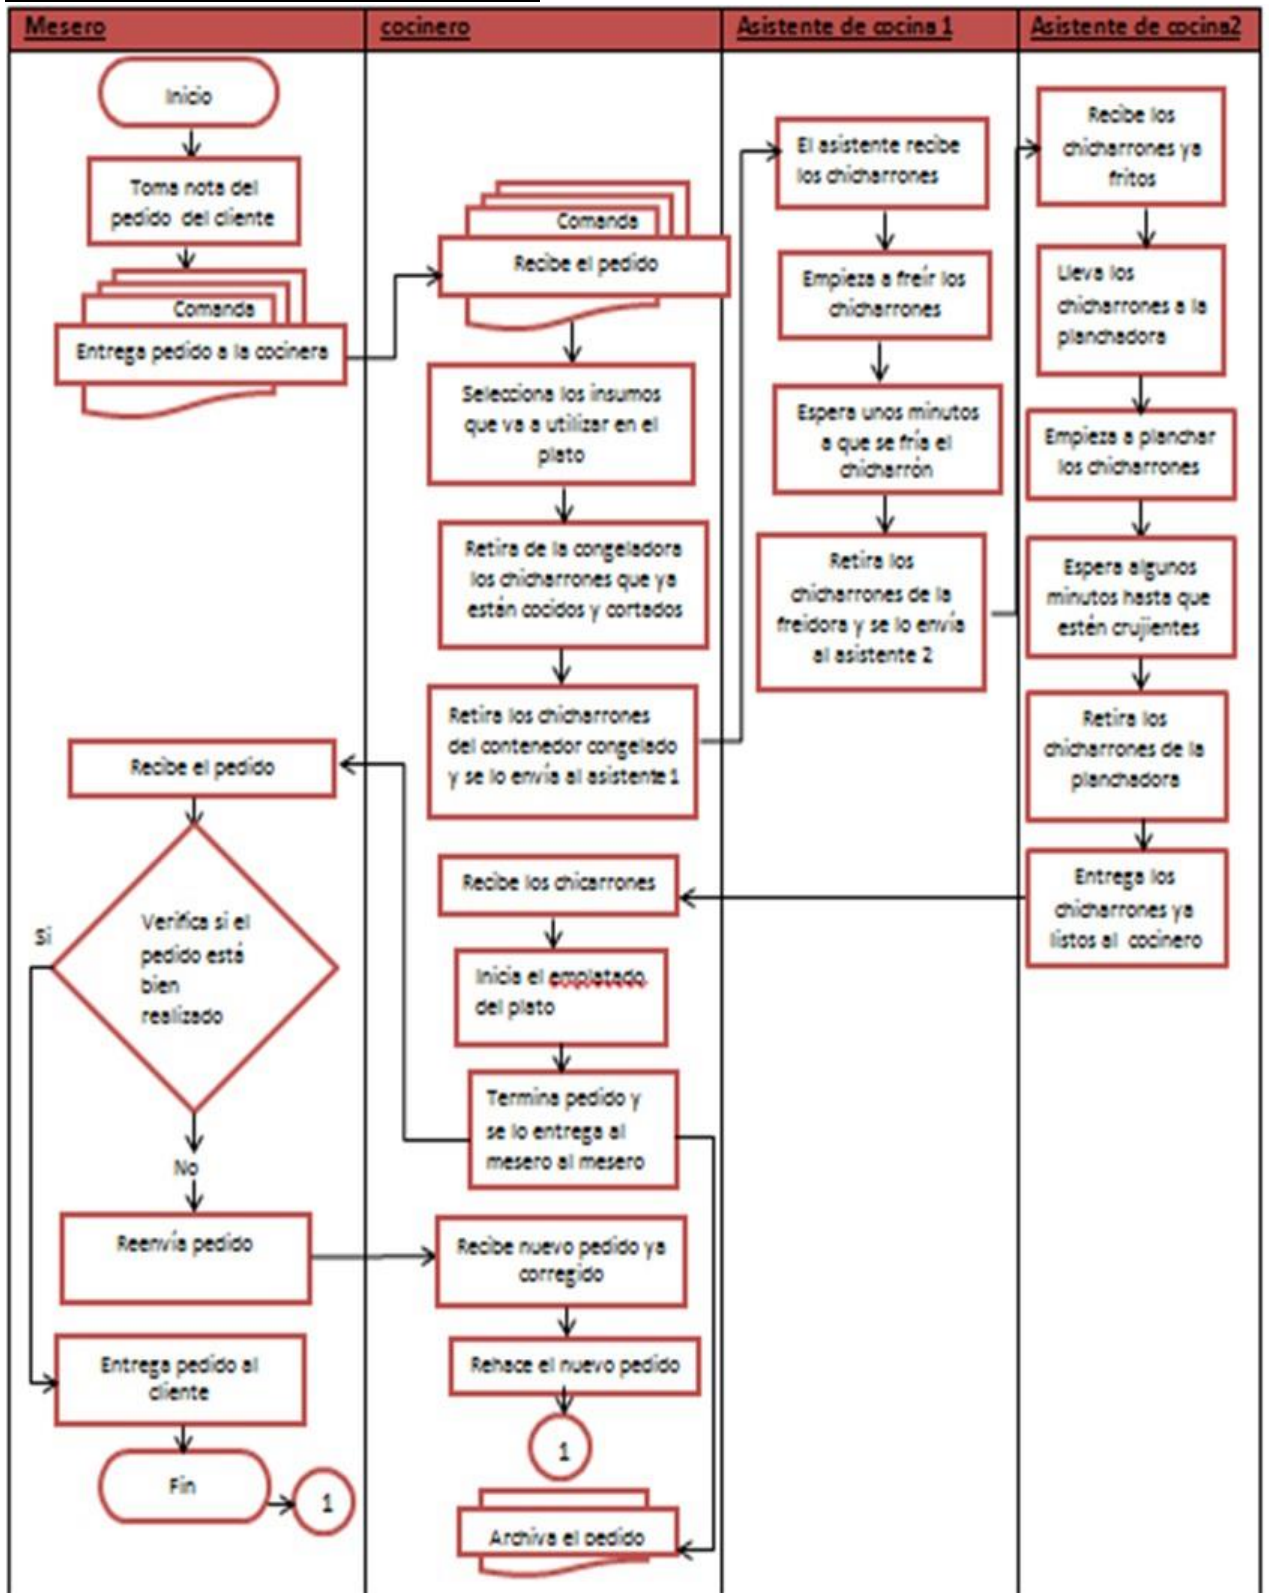 Mesero
cocinero
Asistente de cocina 1
Asistente de cocina2
Inicio
Toma nota del
pedido del cliente
Comanda
Entrega pedido a la cocinera
Recibe el pedido
Verifica si el
pedido está
bien
realizado
Si
No
Reenvía pedido
Entrega pedido al
cliente
Fin
1
Comanda
Recibe el pedido
Selecciona los insumos
que va a utilizar en el
plato
Retira de la congeladora
los chicharrones que ya
están cocidos y cortados
Retira los chicharrones
del contenedor congelado
y se lo envía al asistente 1
Recibe los chicarrones
Inicia el emplatado
del plato
Termina pedido y
se lo entrega al
mesero al mesero
Recibe nuevo pedido ya
corregido
Rehace el nuevo pedido
1
Archiva el pedido
El asistente recibe
los chicharrones
Empieza a freír los
chicharrones
Espera unos minutos
a que se fría el
chicharrón
Retira los
chicharrones de la
freidora y se lo envía
al asistente 2
Recibe los
chicharrones ya
fritos
Lleva los
chicharrones a la
planchadora
Empieza a planchar
los chicharrones
Espera algunos
minutos hasta que
estén crujientes
Retira los
chicharrones de la
planchadora
Entrega los
chicharrones ya
listos al cocinero